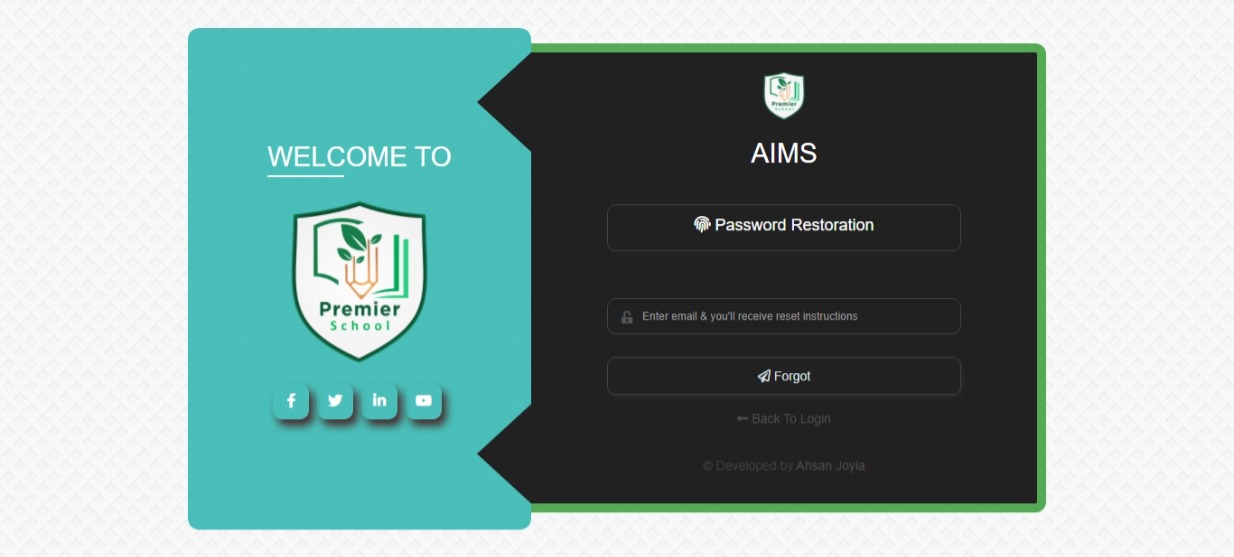 WELCOME TO
Premier
School
Premier
School
AIMS
Password Restoration
Enter email & you'll receive reset instructions
Forgot
Back To Login
© Developed by Ahsan Joyia